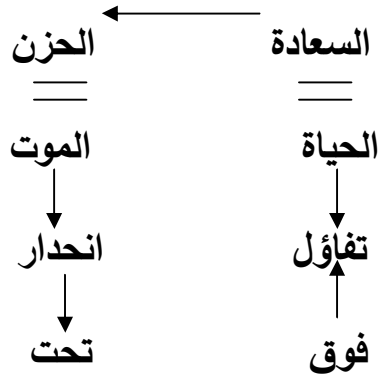 السعادة الحزن
الحياة الموت
تفاؤل انحدار
فوق تحت